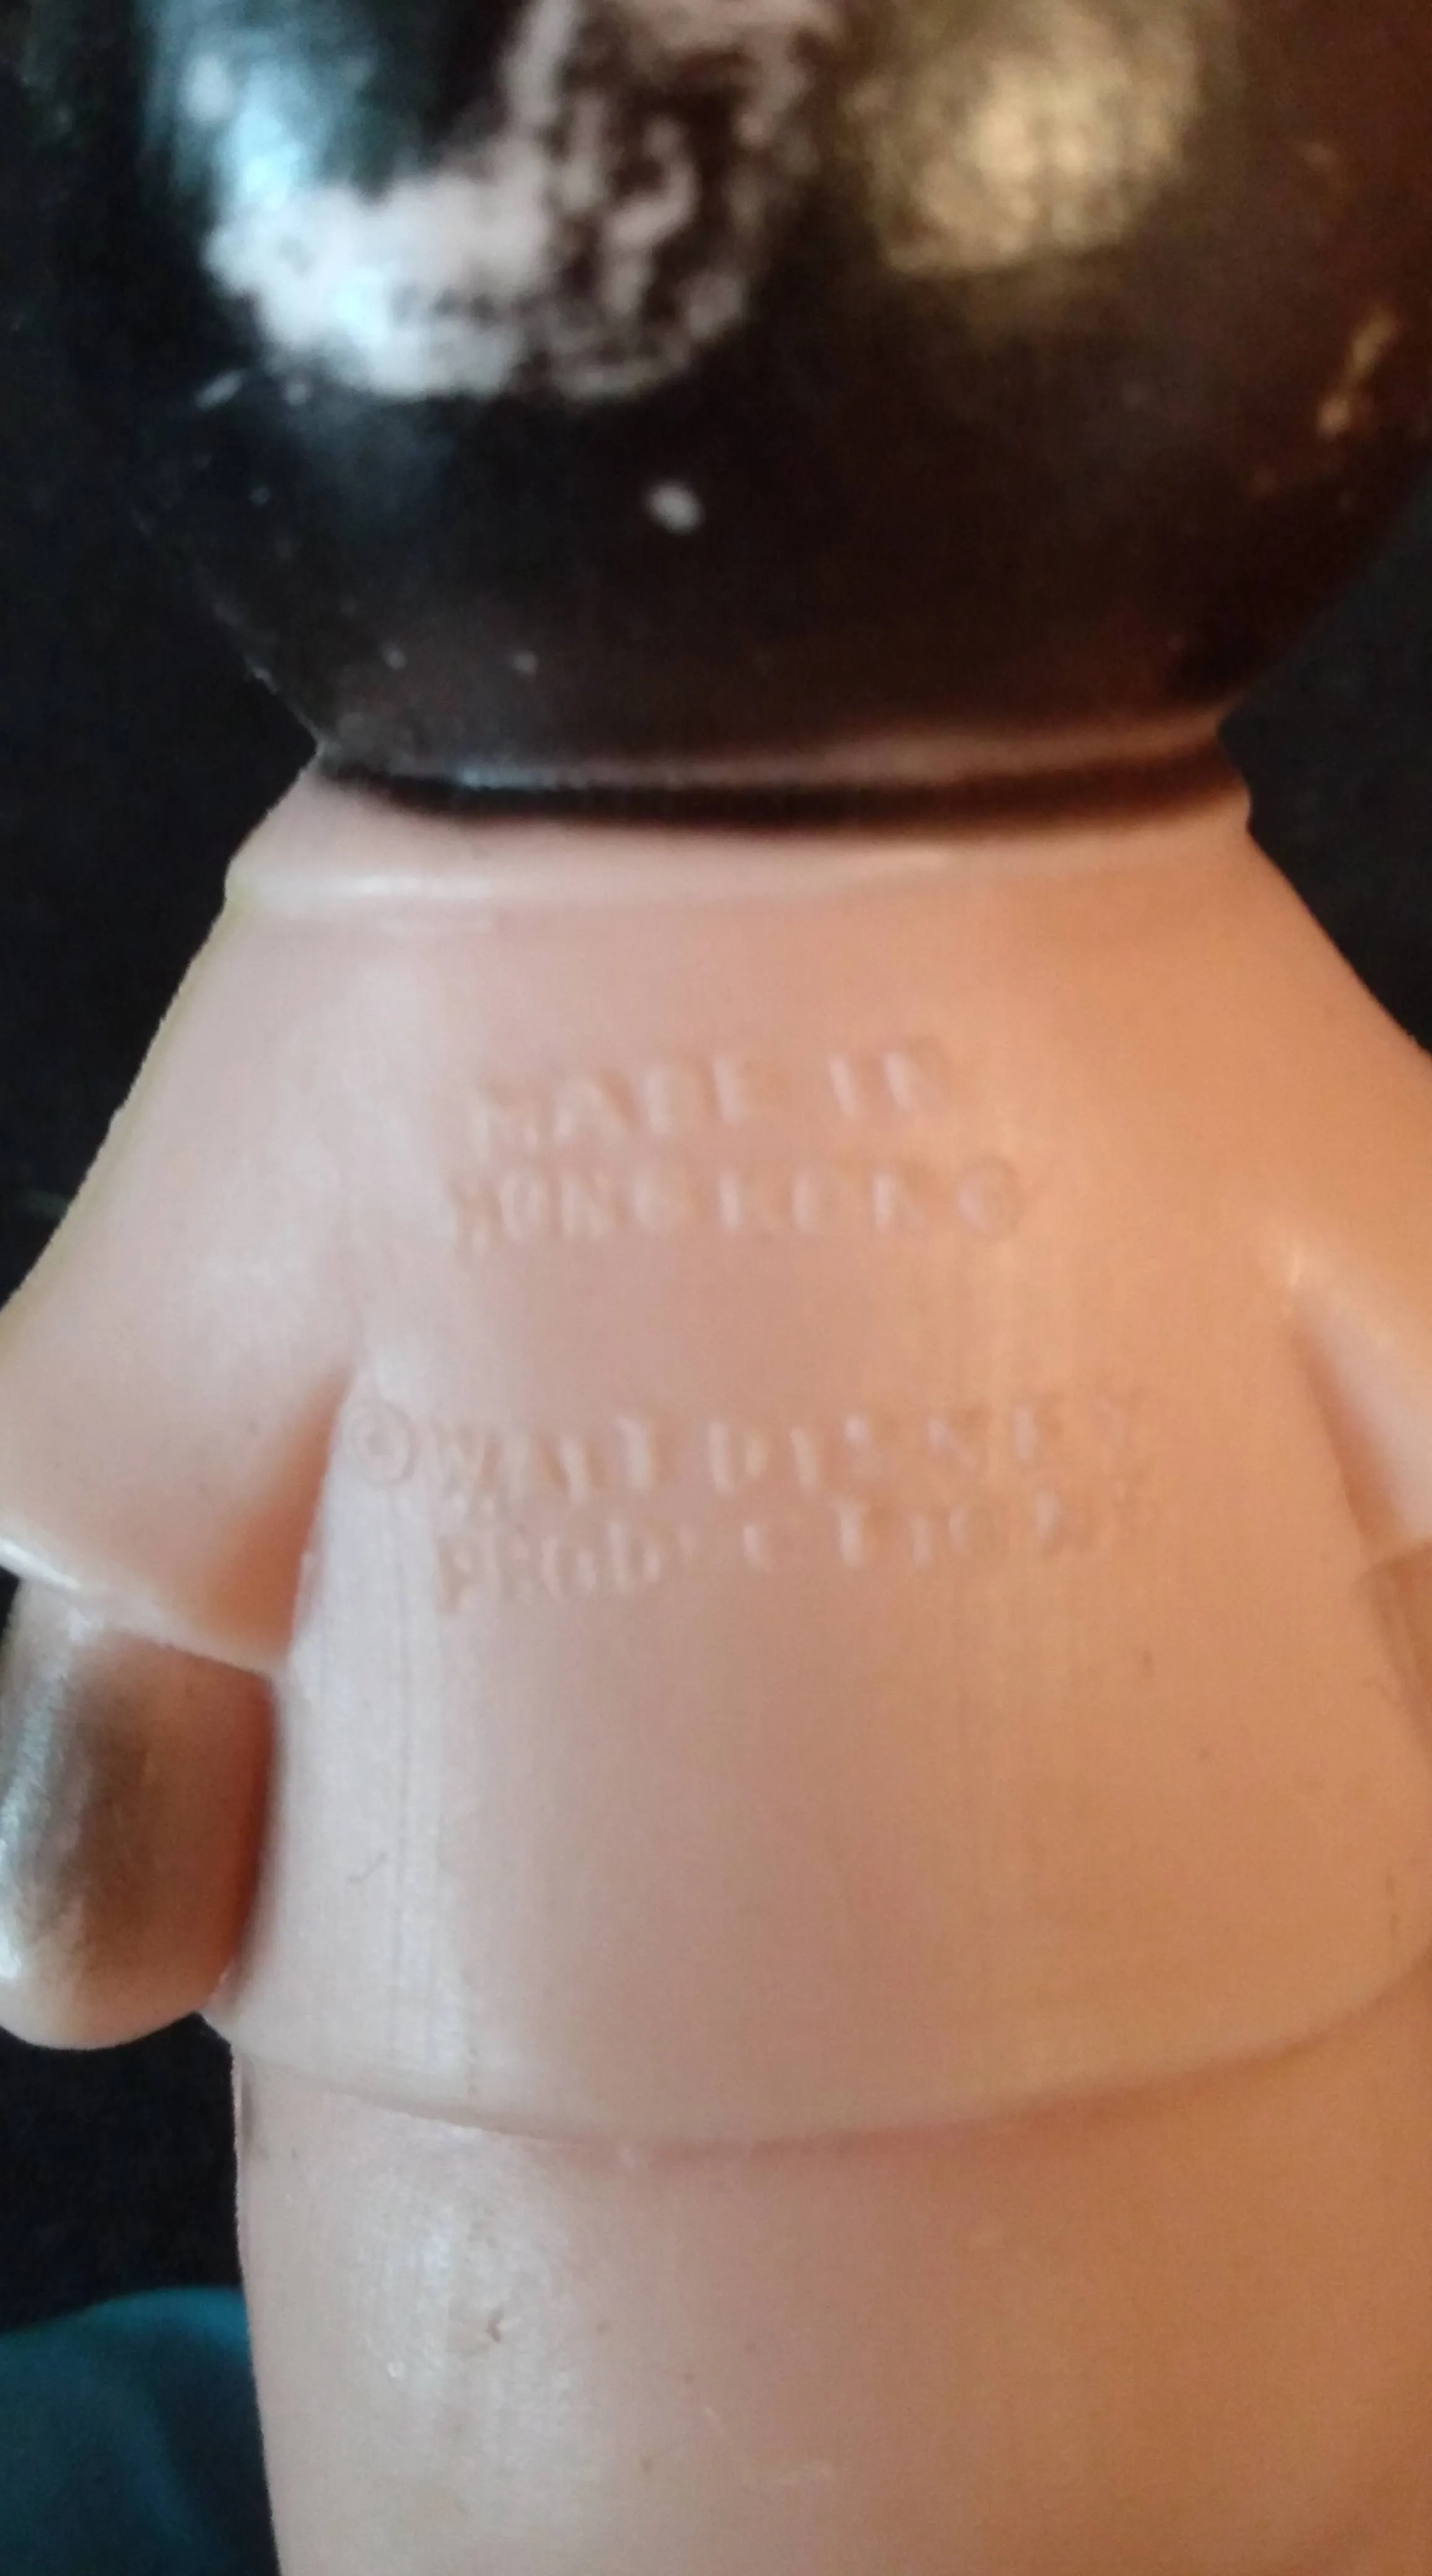 MADE IN
HONG KONG
© WALT DISNEY
PRODUCTIONS